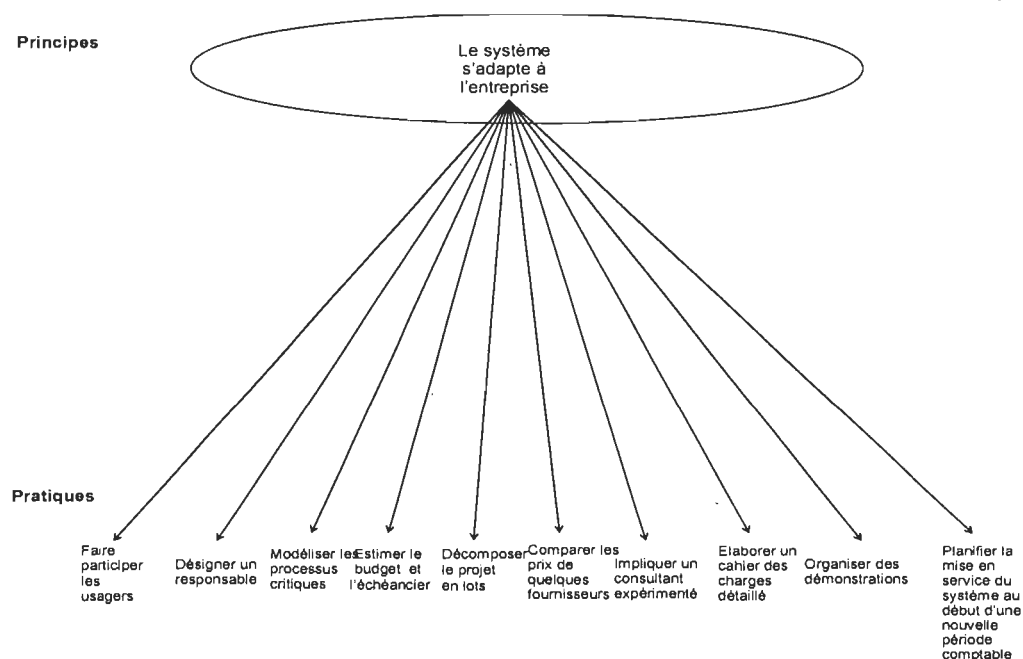 Principes
Le système
s'adapte à
l'entreprise
Pratiques
Faire
participer
les
usagers
Désigner un
responsable
Modéliser les
processus
critiques
Estimer le
budget et
l'échéancier
Décomposer
le projet
en lots
Comparer les
prix de
quelques
fournisseurs
Impliquer un
consultant
expérimenté
Elaborer un
cahier des
charges
détaillé
Organiser des
démonstrations
Planifier la
mise en
service du
système au
début d'une
nouvelle
période
comptable